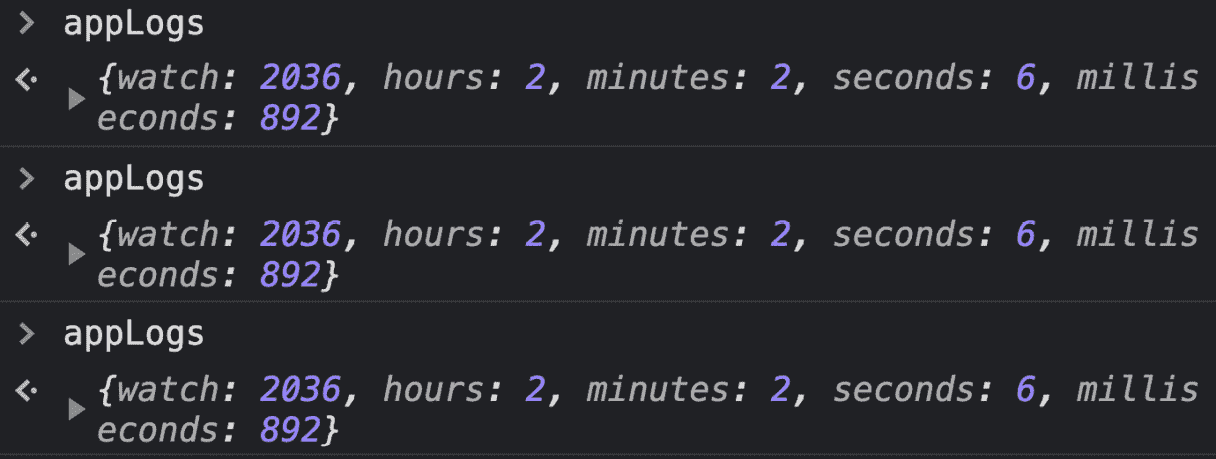 > appLogs
<· ▶ {watch: 2036, hours: 2, minutes: 2, seconds: 6, millis
econds: 892}
> appLogs
<· ▶ {watch: 2036, hours: 2, minutes: 2, seconds: 6, millis
econds: 892}
> appLogs
<· ▶ {watch: 2036, hours: 2, minutes: 2, seconds: 6, millis
econds: 892}